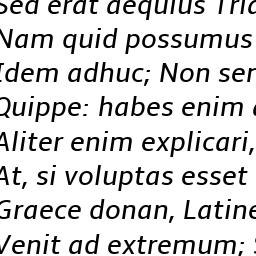 Sed erat aequius Tria
Nam quid possumus
Idem adhuc; Non sen
Quippe: habes enim a
Aliter enim explicari,
At, si voluptas esset
Graece donan, Latine
Venit ad extremum; S